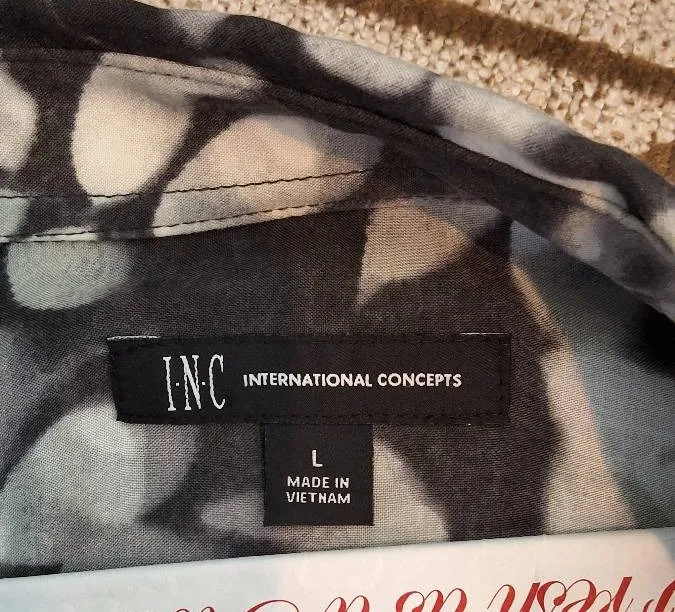 I·N·C INTERNATIONAL CONCEPTS
L
MADE IN
VIETNAM